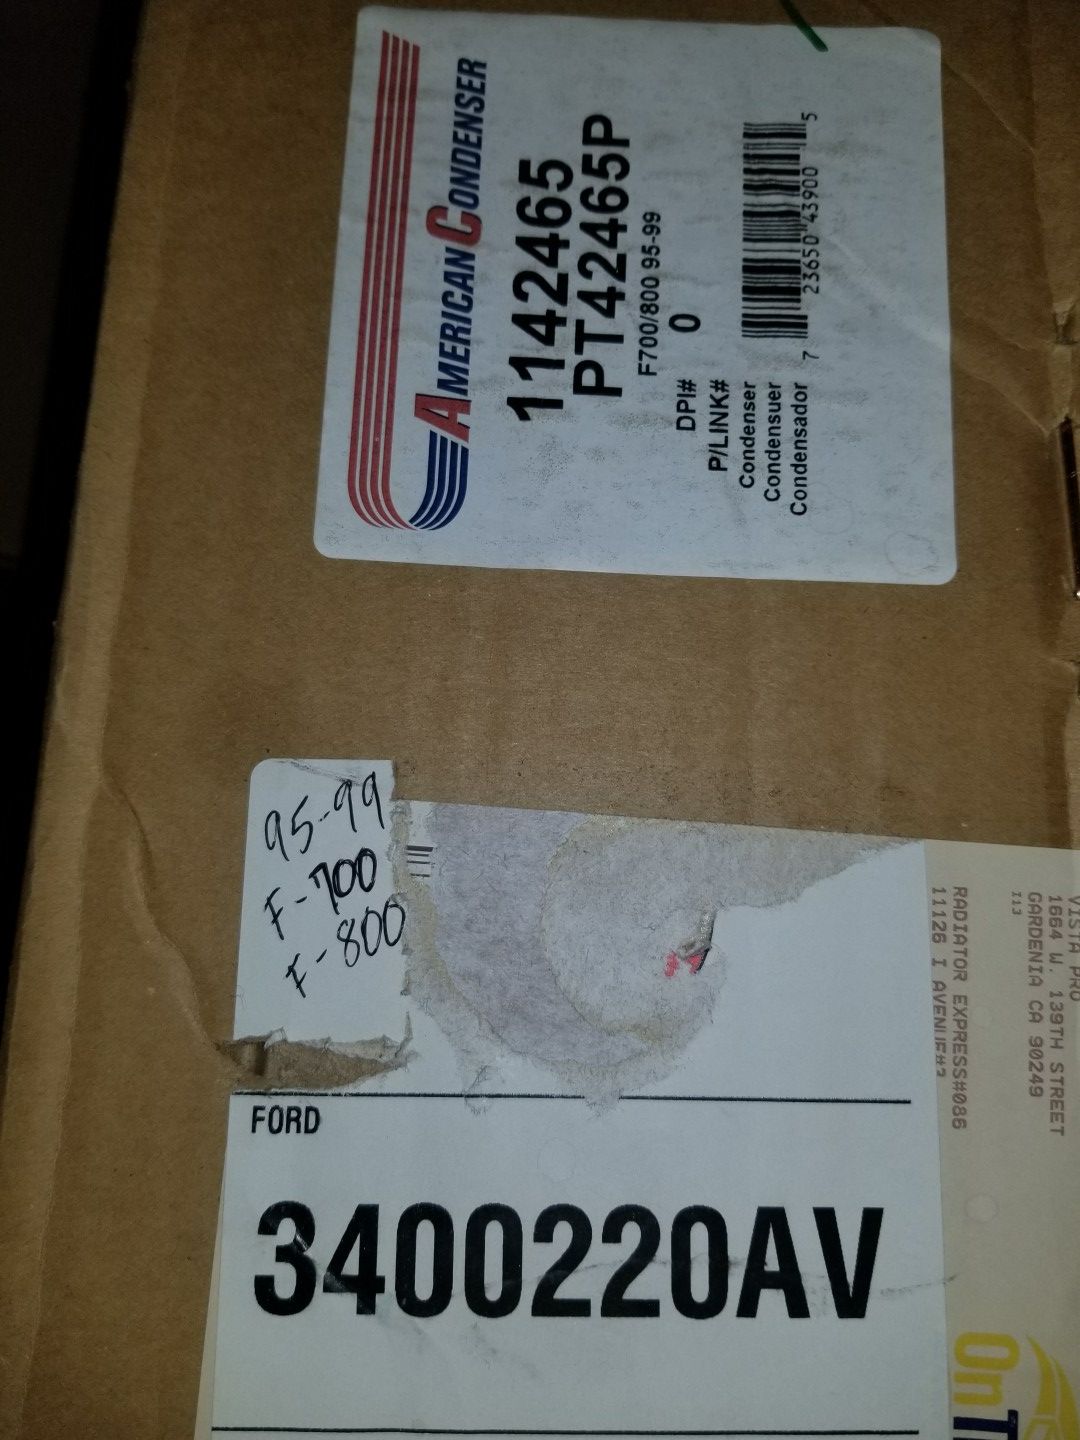 AMERICAN CONDENSER
1142465
PT42465P
F700/800 95-99
DPI# 0
P/LINK#
Condenser
Condensuer
Condensador
7 23650 43900 5
95-99
F-700
F-800
FORD
3400220AV
VISTA PRO
1664 W. 139TH STREET
GARDENIA CA 90249
I13
RADIATOR EXPRESS#086
11126 I AVENUE#2
On